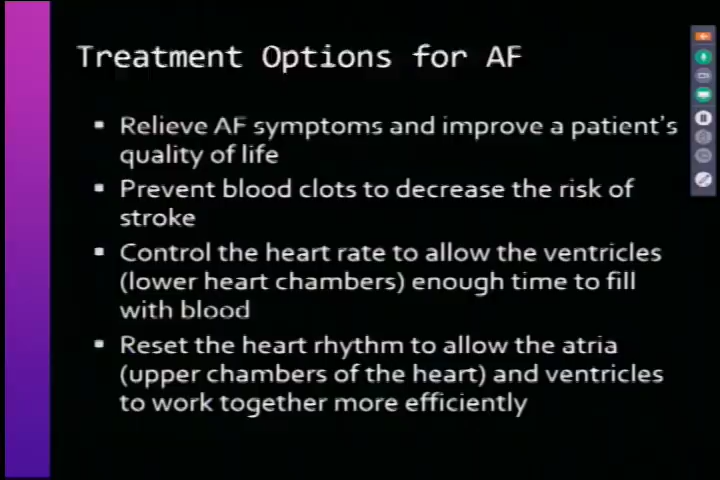 Treatment Options for AF
▪ Relieve AF symptoms and improve a patient's
quality of life
▪ Prevent blood clots to decrease the risk of
stroke
▪ Control the heart rate to allow the ventricles
(lower heart chambers) enough time to fill
with blood
▪ Reset the heart rhythm to allow the atria
(upper chambers of the heart) and ventricles
to work together more efficiently